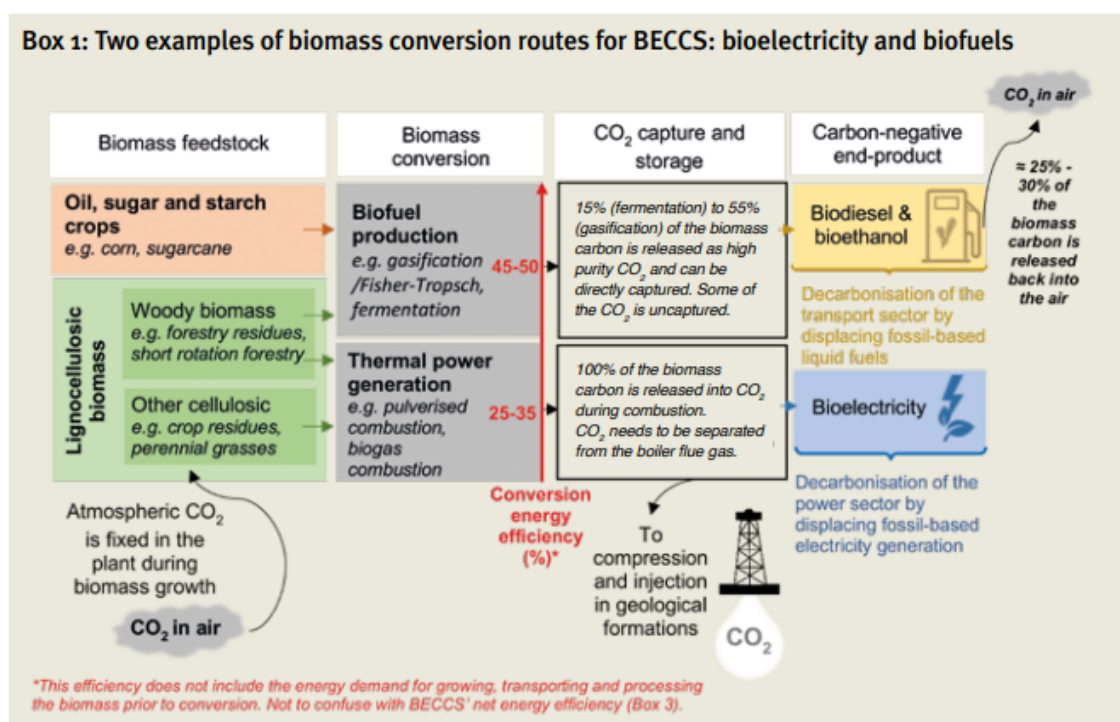 Box 1: Two examples of biomass conversion routes for BECCS: bioelectricity and biofuels
Biomass feedstock
Biomass
conversion
CO2 capture and
storage
Carbon-negative
end-product
CO2 in air
Oil, sugar and starch
crops
e.g. corn, sugarcane
Lignocellulosic
biomass
Woody biomass
e.g. forestry residues,
short rotation forestry
Other cellulosic
e.g. crop residues,
perennial grasses
Biofuel
production
e.g. gasification
/Fisher-Tropsch,
fermentation
45-50
Thermal power
generation
e.g. pulverised
combustion,
biogas
combustion
25-35
Conversion
energy
efficiency
(%)*
15% (fermentation) to 55%
(gasification) of the biomass
carbon is released as high
purity CO2 and can be
directly captured. Some of
the CO2 is uncaptured.
100% of the biomass
carbon is released into CO2
during combustion.
CO2 needs to be separated
from the boiler flue gas.
Biodiesel &
bioethanol
Decarbonisation of the
transport sector by
displacing fossil-based
liquid fuels
Bioelectricity
Decarbonisation of the
power sector by
displacing fossil-based
electricity generation
≈ 25% -
30% of
the
biomass
carbon is
released
back into
the air
Atmospheric CO2
is fixed in the
plant during
biomass growth
CO2 in air
To
compression
and injection
in geological
formations
CO2
*This efficiency does not include the energy demand for growing, transporting and processing
the biomass prior to conversion. Not to confuse with BECCS' net energy efficiency (Box 3).